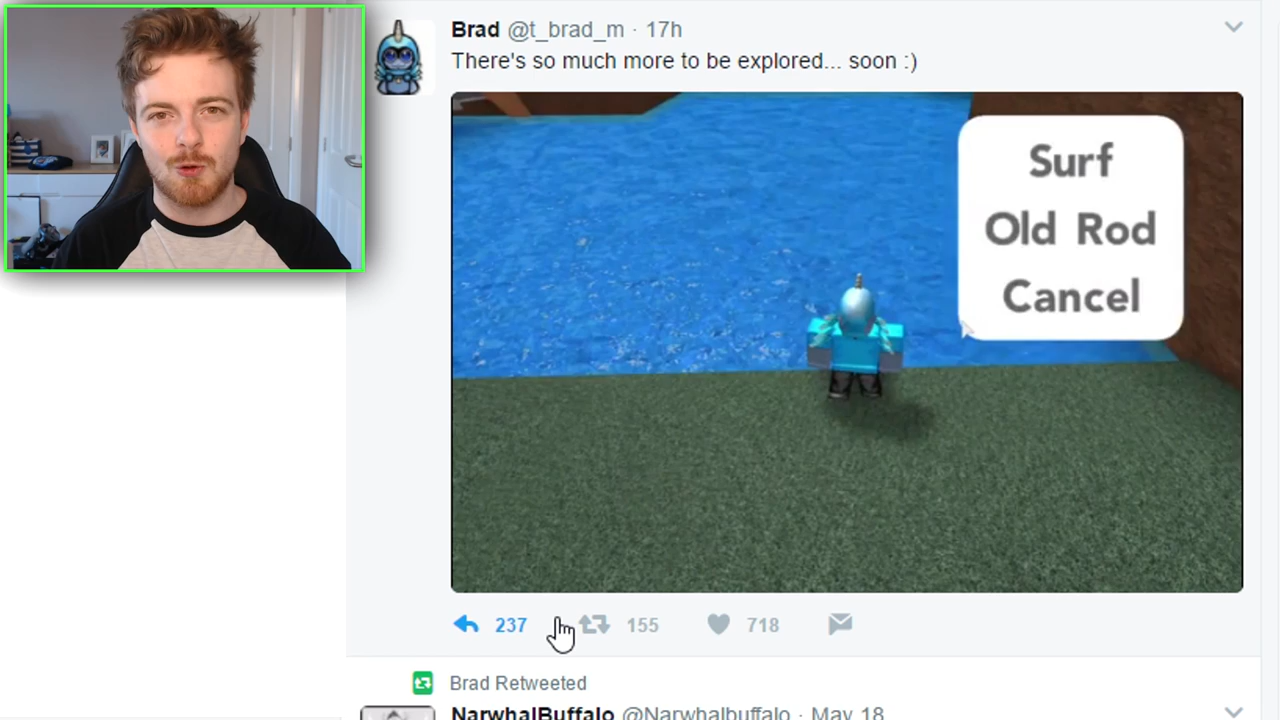 Brad @t_brad_m · 17h
There's so much more to be explored... soon :)
Surf
Old Rod
Cancel
237 155 718
Brad Retweeted
NarwhalBuffalo @Narwhalbuffalo · May 18